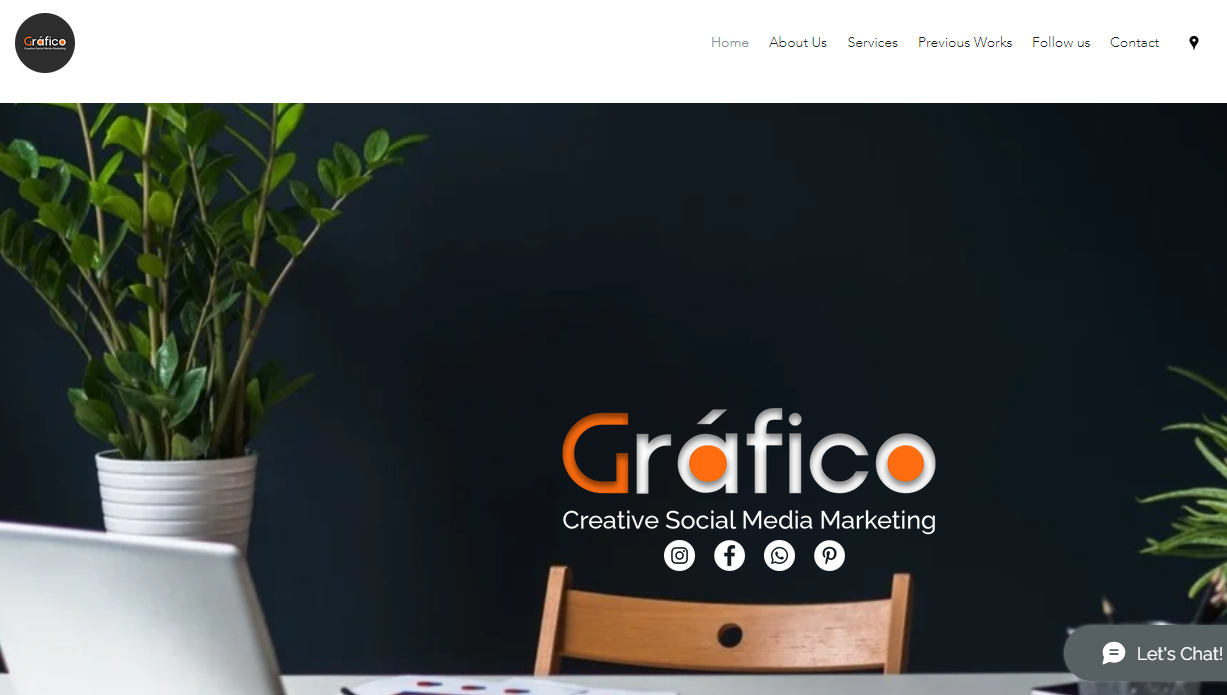 Gráfico
Creative Social Media Marketing
Home About Us Services Previous Works Follow us Contact
Gráfico
Creative Social Media Marketing
Let's Chat!